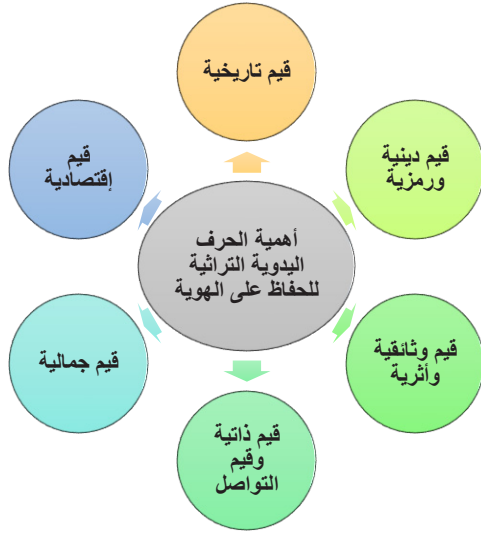 قيم تاريخية
قيم دينية
ورمزية
قيم وثائقية
وأثرية
قيم ذاتية
وقيم
التواصل
قيم جمالية
قيم
إقتصادية
أهمية الحرف
اليدوية التراثية
للحفاظ على الهوية